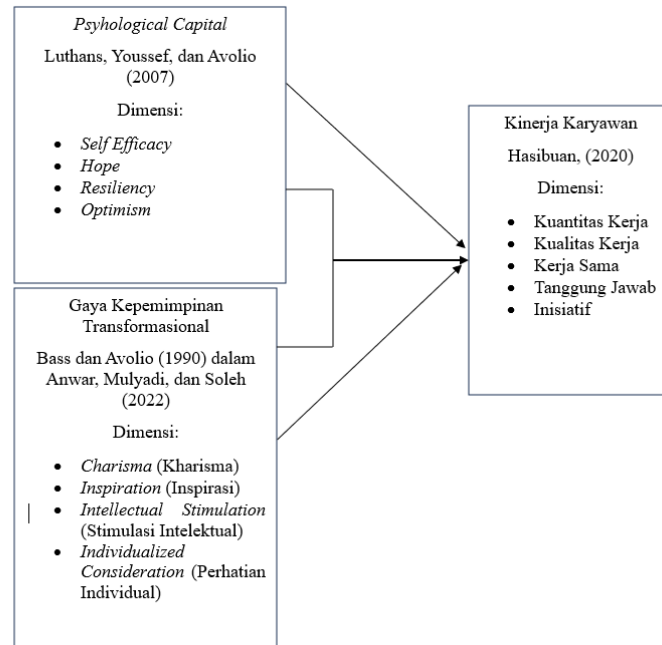 Psyhological Capital
Luthans, Youssef, dan Avolio
(2007)
Dimensi:
• Self Efficacy
• Hope
• Resiliency
• Optimism
Gaya Kepemimpinan
Transformasional
Bass dan Avolio (1990) dalam
Anwar, Mulyadi, dan Soleh
(2022)
Dimensi:
• Charisma (Kharisma)
• Inspiration (Inspirasi)
• Intellectual Stimulation
(Stimulasi Intelektual)
• Individualized
Consideration (Perhatian
Individual)
Kinerja Karyawan
Hasibuan, (2020)
Dimensi:
• Kuantitas Kerja
• Kualitas Kerja
• Kerja Sama
• Tanggung Jawab
• Inisiatif